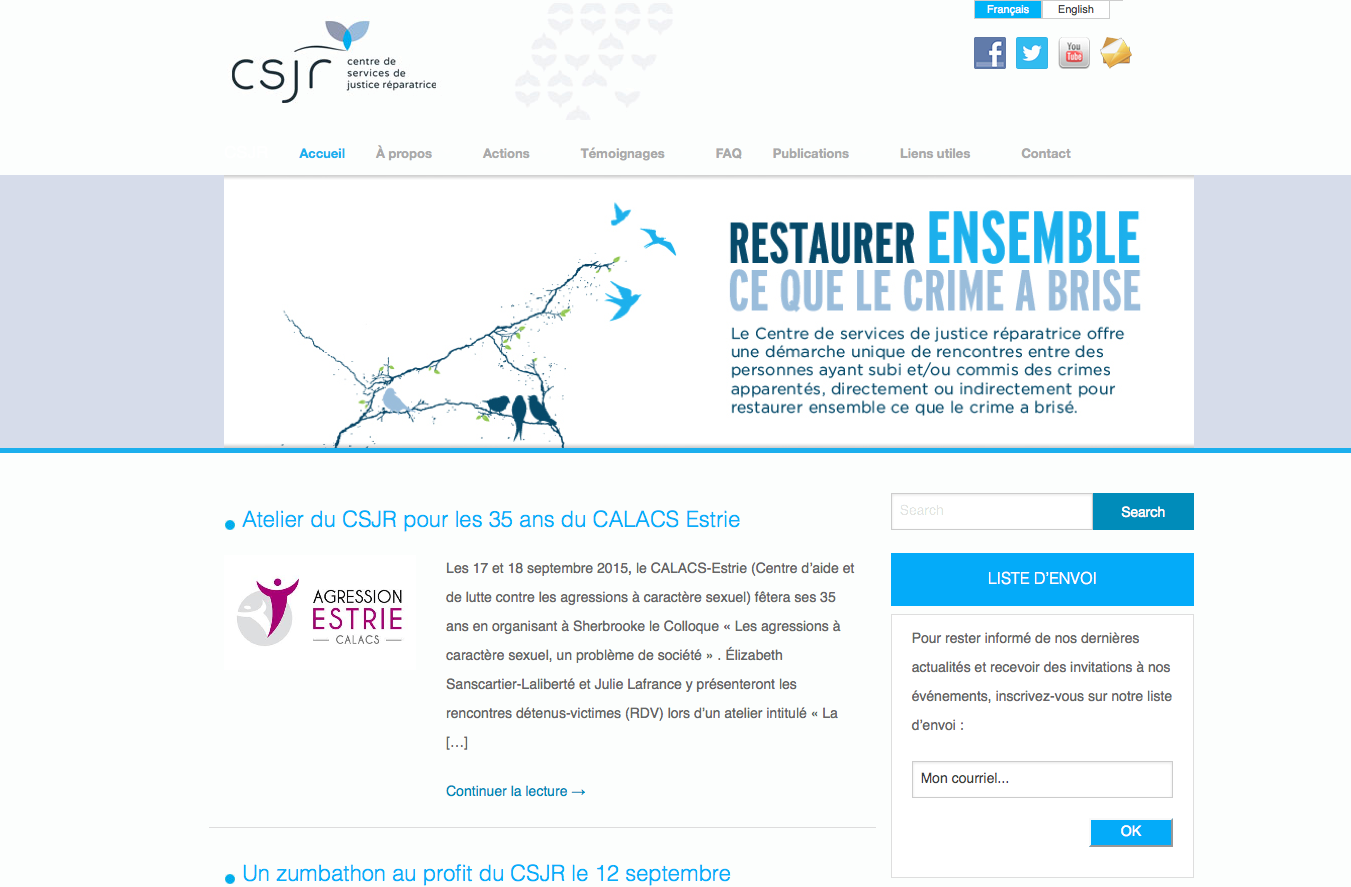 Français English
csjr centre de
services de
justice réparatrice
You
Tube
Accueil À propos Actions Témoignages FAQ Publications Liens utiles Contact
RESTAURER ENSEMBLE
CE QUE LE CRIME A BRISE
Le Centre de services de justice réparatrice offre
une démarche unique de rencontres entre des
personnes ayant subi et/ou commis des crimes
apparentés, directement ou indirectement pour
restaurer ensemble ce que le crime a brisé.
Atelier du CSJR pour les 35 ans du CALACS Estrie
AGRESSION
ESTRIE
CALACS
Les 17 et 18 septembre 2015, le CALACS-Estrie (Centre d’aide et
de lutte contre les agressions à caractère sexuel) fêtera ses 35
ans en organisant à Sherbrooke le Colloque « Les agressions à
caractère sexuel, un problème de société » . Élizabeth
Sanscartier-Laliberté et Julie Lafrance y présenteront les
rencontres détenus-victimes (RDV) lors d’un atelier intitulé « La
[…]
Continuer la lecture →
Un zumbathon au profit du CSJR le 12 septembre
Search Search
LISTE D’ENVOI
Pour rester informé de nos dernières
actualités et recevoir des invitations à nos
événements, inscrivez-vous sur notre liste
d’envoi :
Mon courriel...
OK